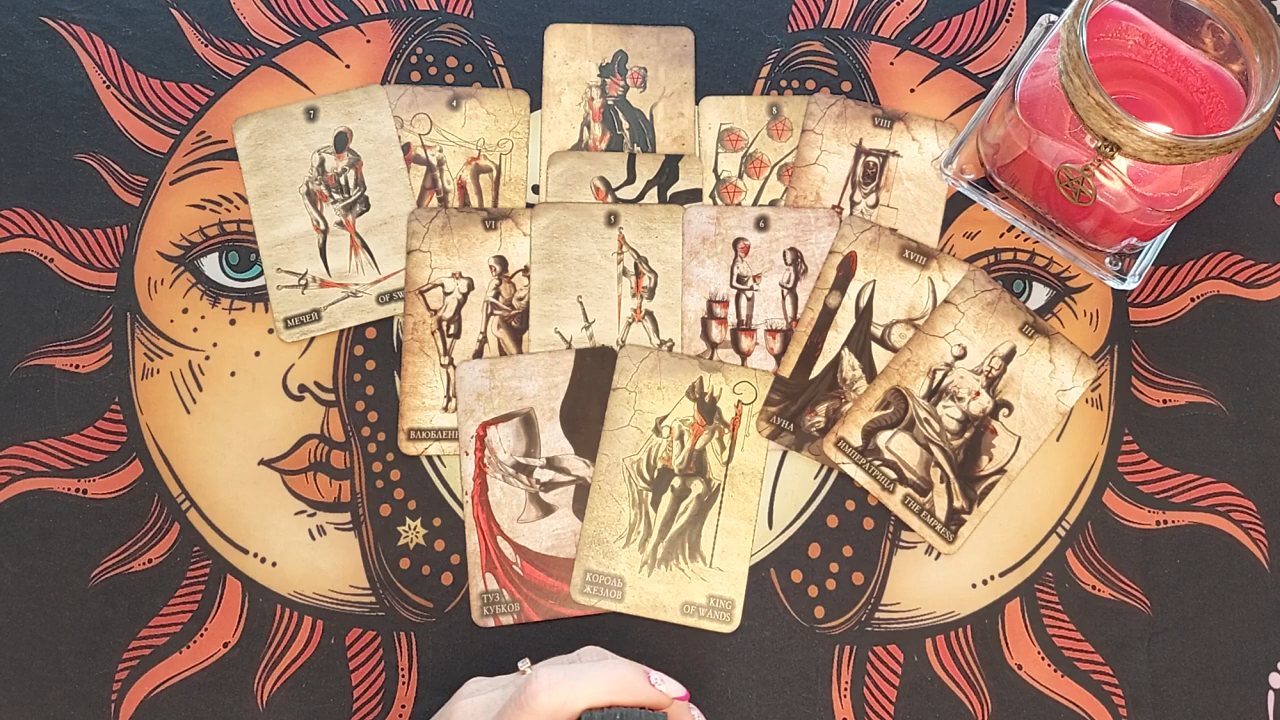 7
4
8
VIII
VI
5
6
XVIII
III
МЕЧЕЙ
OF SW
ВЛЮБЛЕНН
ЛУНА
ИМПЕРАТРИЦА
THE EMPRESS
ТУЗ
КУБКОВ
КОРОЛЬ
ЖЕЗЛОВ
KING
OF WANDS